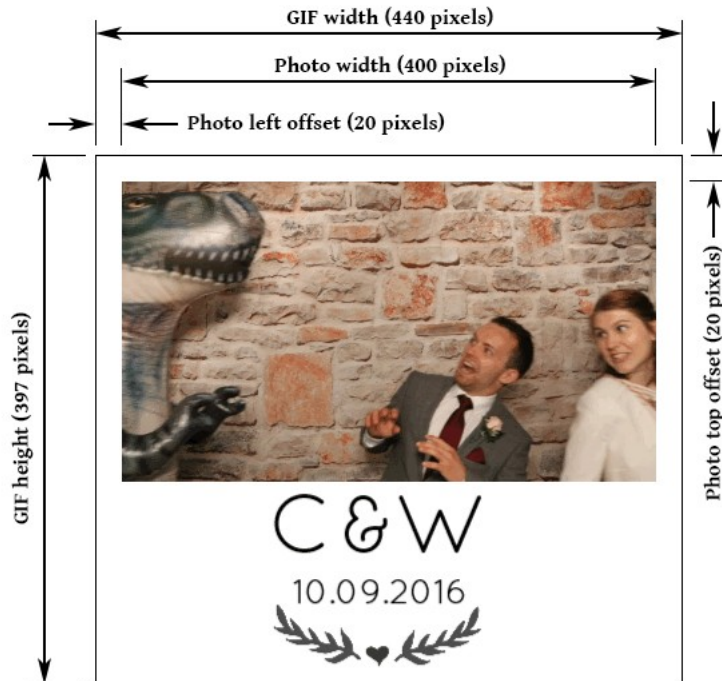 GIF width (440 pixels)
Photo width (400 pixels)
Photo left offset (20 pixels)
GIF height (397 pixels)
Photo top offset (20 pixels)
C & W
10.09.2016